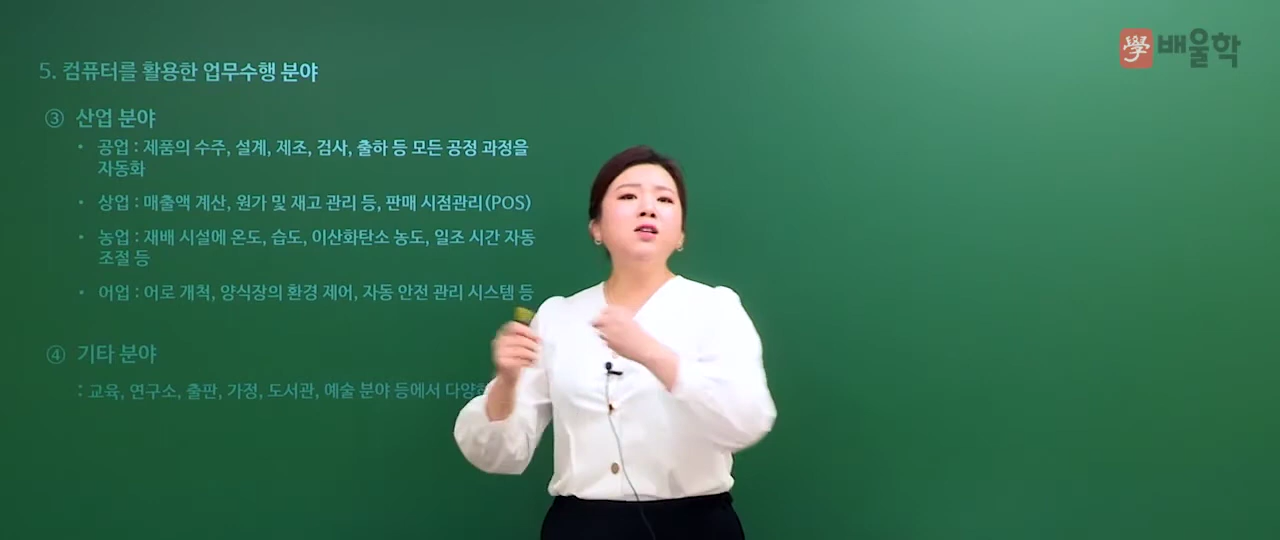 學 배울학
5. 컴퓨터를 활용한 업무수행 분야
③ 산업 분야
• 공업 : 제품의 수주, 설계, 제조, 검사, 출하 등 모든 공정 과정을
자동화
• 상업 : 매출액 계산, 원가 및 재고 관리 등, 판매 시점관리(POS)
• 농업 : 재배 시설에 온도, 습도, 이산화탄소 농도, 일조 시간 자동
조절 등
• 어업 : 어로 개척, 양식장의 환경 제어, 자동 안전 관리 시스템 등
④ 기타 분야
: 교육, 연구소, 출판, 가정, 도서관, 예술 분야 등에서